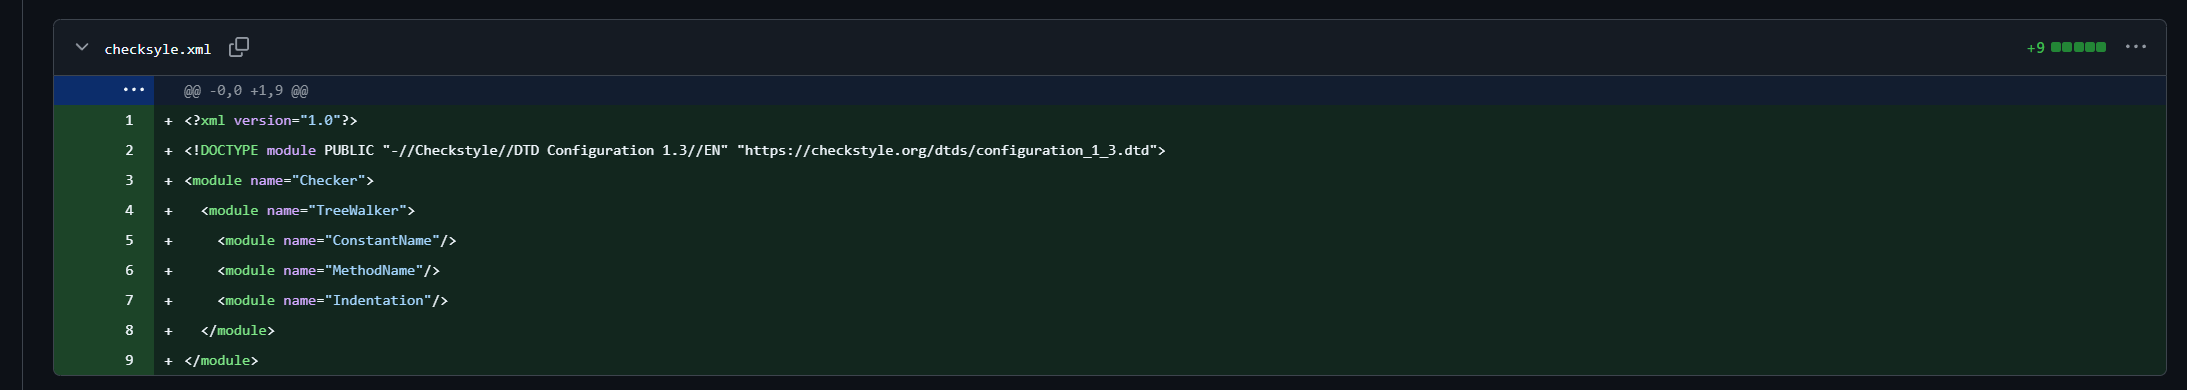 checksyle.xml +9 ···
··· @@ -0,0 +1,9 @@
1 + <?xml version="1.0"?>
2 + <!DOCTYPE module PUBLIC "-//Checkstyle//DTD Configuration 1.3//EN" "https://checkstyle.org/dtds/configuration_1_3.dtd">
3 + <module name="Checker">
4 +   <module name="TreeWalker">
5 +     <module name="ConstantName"/>
6 +     <module name="MethodName"/>
7 +     <module name="Indentation"/>
8 +   </module>
9 + </module>